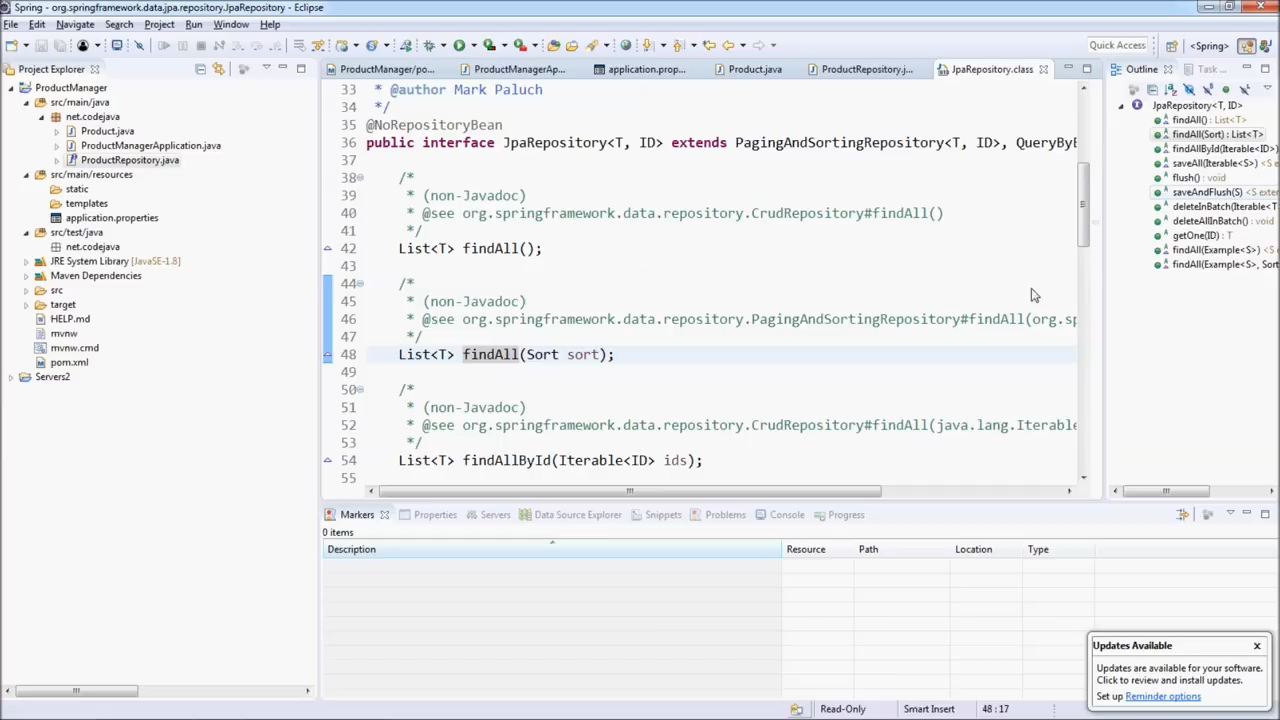 Spring - org.springframework.data.jpa.repository.JpaRepository - Eclipse
File Edit Navigate Search Project Run Window Help
Quick Access <Spring>
Project Explorer
ProductManager
src/main/java
net.codejava
Product.java
ProductManagerApplication.java
ProductRepository.java
src/main/resources
static
templates
application.properties
src/test/java
net.codejava
JRE System Library [JavaSE-1.8]
Maven Dependencies
src
target
HELP.md
mvnw
mvnw.cmd
pom.xml
Servers2
ProductManager/po... ProductManagerAp... application.prop... Product.java ProductRepository.j... JpaRepository.class
33 * @author Mark Paluch
34 */
35 @NoRepositoryBean
36 public interface JpaRepository<T, ID> extends PagingAndSortingRepository<T, ID>, QueryByE
37
38 /*
39 * (non-Javadoc)
40 * @see org.springframework.data.repository.CrudRepository#findAll()
41 */
42 List<T> findAll();
43
44 /*
45 * (non-Javadoc)
46 * @see org.springframework.data.repository.PagingAndSortingRepository#findAll(org.sp
47 */
48 List<T> findAll(Sort sort);
49
50 /*
51 * (non-Javadoc)
52 * @see org.springframework.data.repository.CrudRepository#findAll(java.lang.Iterable
53 */
54 List<T> findAllById(Iterable<ID> ids);
55
Outline Task ...
JpaRepository<T, ID>
findAll() : List<T>
findAll(Sort) : List<T>
findAllById(Iterable<ID>)
saveAll(Iterable<S>) <S e
flush() : void
saveAndFlush(S) <S exten
deleteInBatch(Iterable<T>
deleteAllInBatch() : void
getOne(ID) : T
findAll(Example<S>) <S e
findAll(Example<S>, Sort
Markers Properties Servers Data Source Explorer Snippets Problems Console Progress
0 items
Description Resource Path Location Type
Updates Available
Updates are available for your software.
Click to review and install updates.
Set up Reminder options
Read-Only Smart Insert 48 : 17